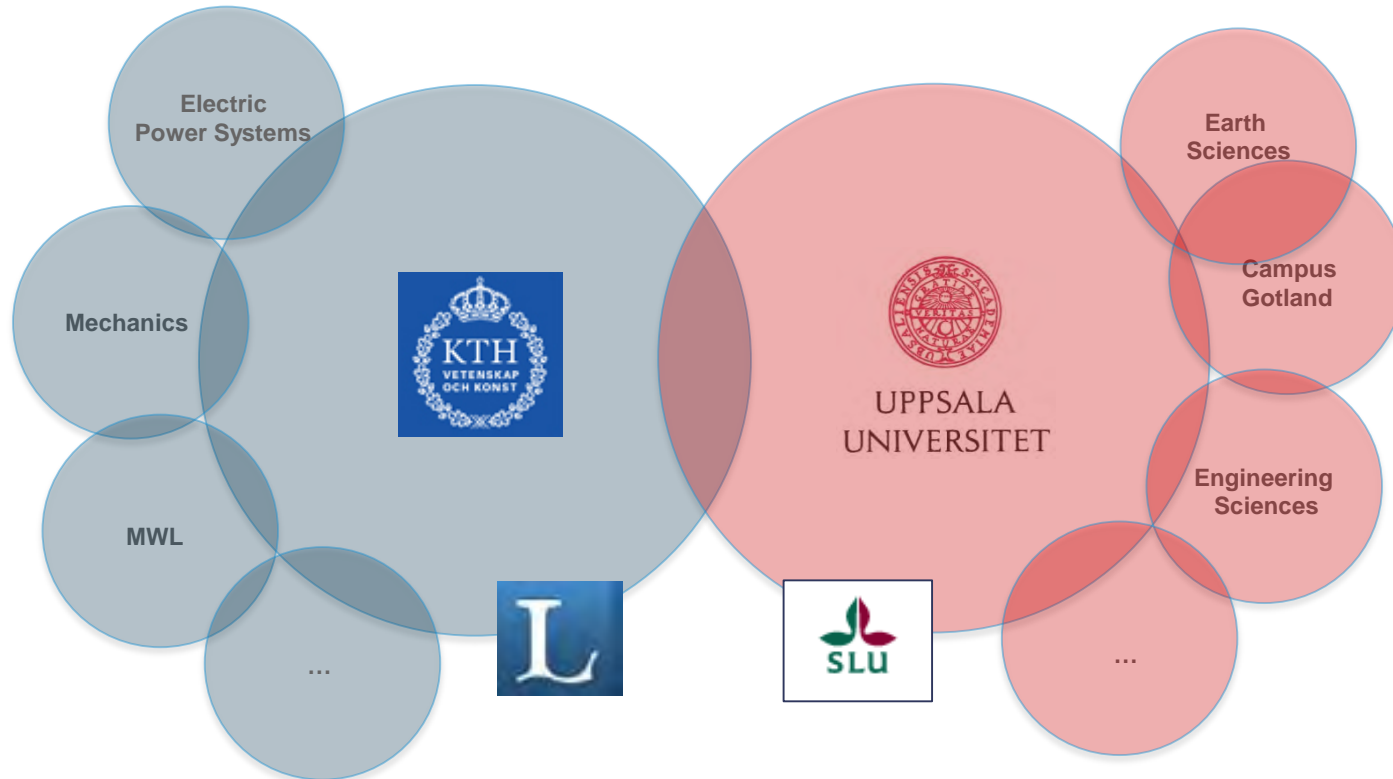 Electric
Power Systems
Mechanics
MWL
...
KTH
VETENSKAP
OCH KONST
L
UPPSALA
UNIVERSITET
SLU
Earth
Sciences
Campus
Gotland
Engineering
Sciences
...